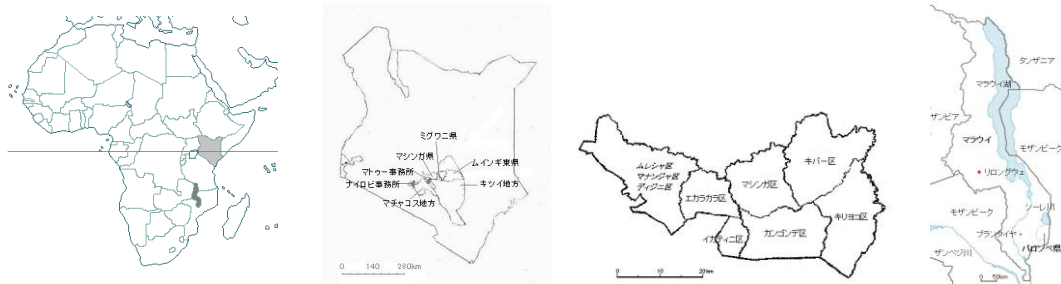 ミグワニ県
マシンガ県
ムインギ東県
マトゥー事務所
ナイロビ事務所
キツイ地方
マチャコス地方
0 140 280km
キバー区
ムレシャ区
マナンジャ区
ディジニ区
マシンガ区
エカラカラ区
キリヨコ区
イカティニ区
カンゴンデ区
0 10 20km
タンザニア
マラウイ湖
ザンビア
マラウイ
モザンビーク
リロングウェ
シーレ川
モザンビーク
ブランタイヤ
バロツベ県
ザンベジ川
0 50km